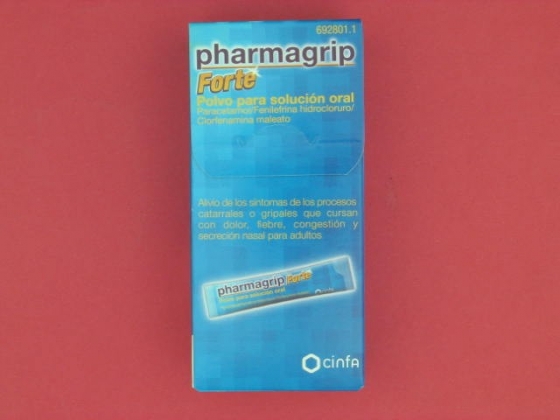 692801.1
pharmagrip
Forte
Polvo para solución oral
Paracetamol/Fenilefrina hidrocloruro/
Clorfenamina maleato
Alivio de los síntomas de los procesos
catarrales o gripales que cursan
con dolor, fiebre, congestión y
secreción nasal para adultos
pharmagrip Forte
Polvo para solución oral
cinfa